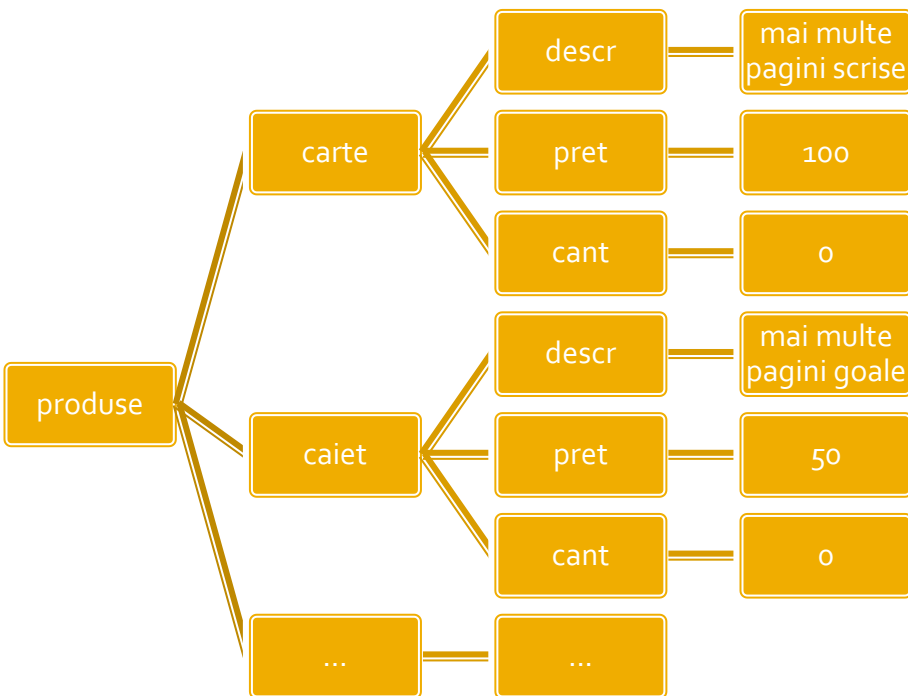 descr
mai multe
pagini scrise
carte
pret
100
cant
0
produse
descr
mai multe
pagini goale
caiet
pret
50
cant
0
...
...